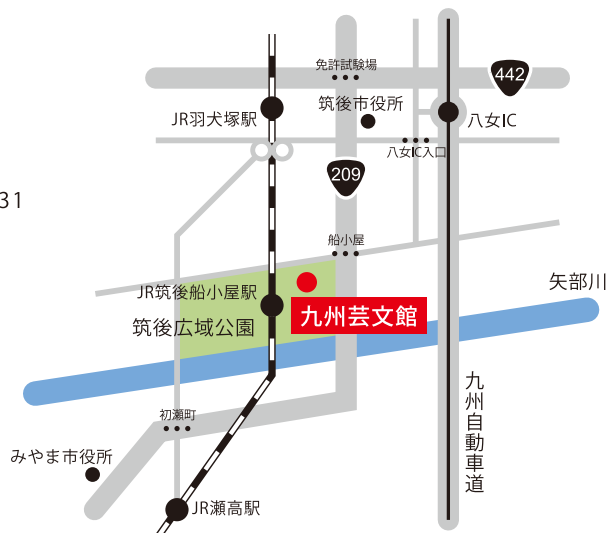 免許試験場
442
JR羽犬塚駅
筑後市役所
八女IC
八女IC入口
209
31
船小屋
矢部川
JR筑後船小屋駅
九州芸文館
筑後広域公園
九州自動車道
初瀬町
みやま市役所
JR瀬高駅